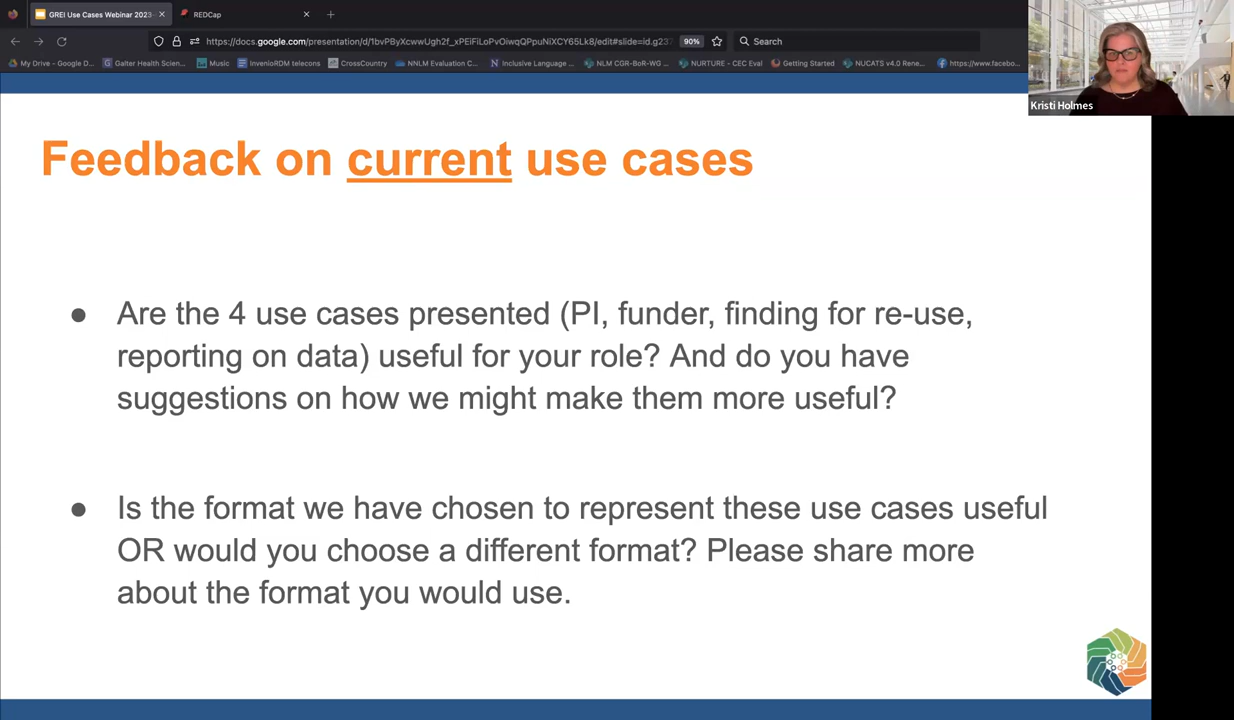 GREI Use Cases Webinar 2023
REDCap
https://docs.google.com/presentation/d/1bvPByXcwwUgh2f_xPEiFiLoPvOiwqQPpuNiXCY65Lk8/edit#slide=id.g237
90%
Search
My Drive - Google D...
Galter Health Scien...
Music
InvenioRDM telecons
CrossCountry
NNLM Evaluation C...
Inclusive Language ...
NLM CGR-BoR-WG ...
NURTURE - CEC Eval
Getting Started
NUCATS v4.0 Rene...
https://www.facebo...
Kristi Holmes
Feedback on current use cases
● Are the 4 use cases presented (PI, funder, finding for re-use,
reporting on data) useful for your role? And do you have
suggestions on how we might make them more useful?
● Is the format we have chosen to represent these use cases useful
OR would you choose a different format? Please share more
about the format you would use.